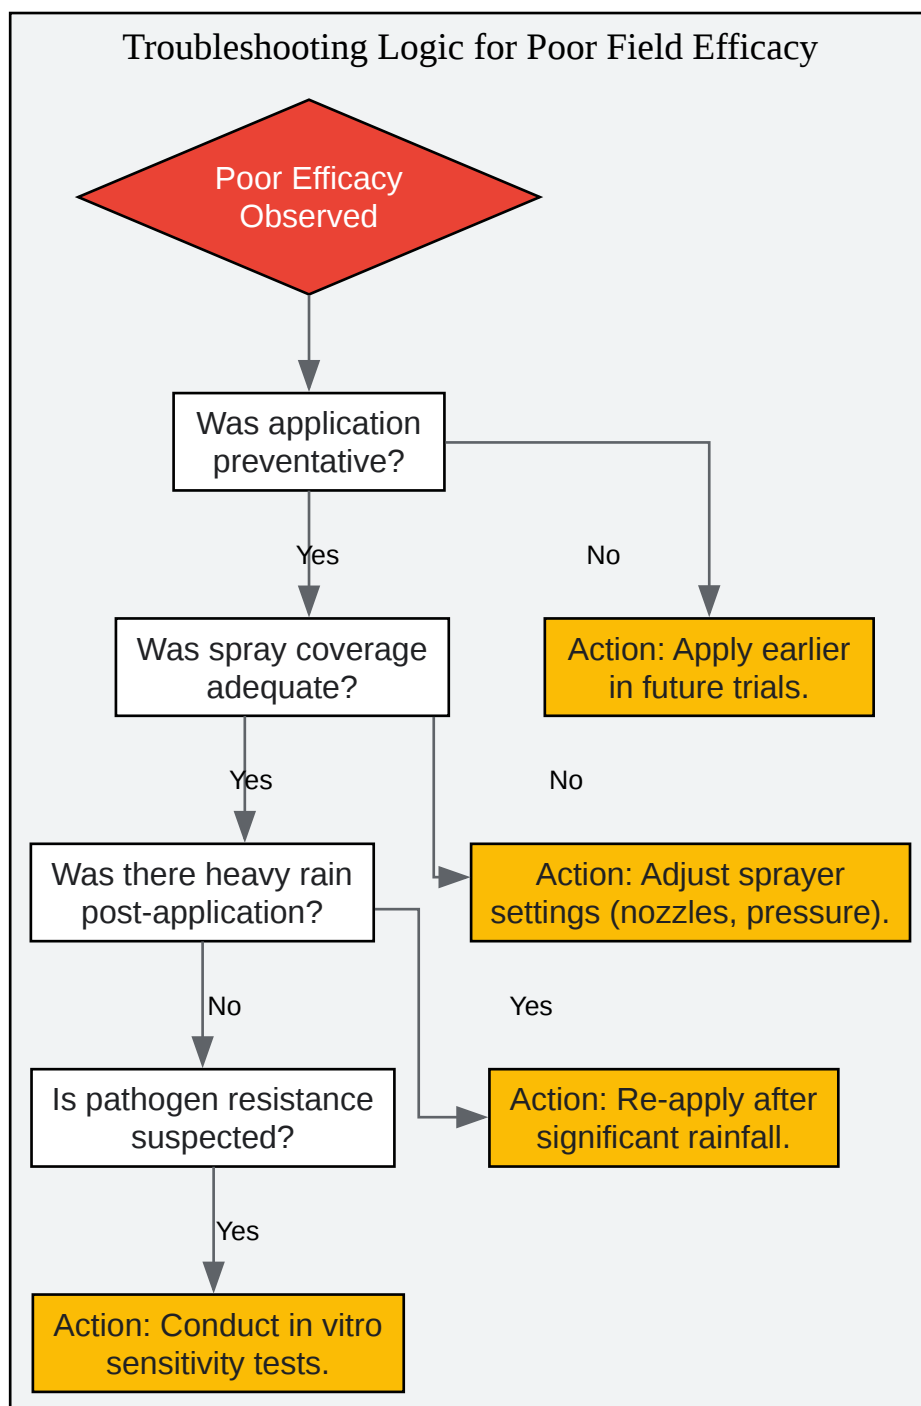 Troubleshooting Logic for Poor Field Efficacy
Poor Efficacy
Observed
Was application
preventative?
Yes
No
Was spray coverage
adequate?
Action: Apply earlier
in future trials.
Yes
No
Was there heavy rain
post-application?
Action: Adjust sprayer
settings (nozzles, pressure).
No
Yes
Is pathogen resistance
suspected?
Action: Re-apply after
significant rainfall.
Yes
Action: Conduct in vitro
sensitivity tests.